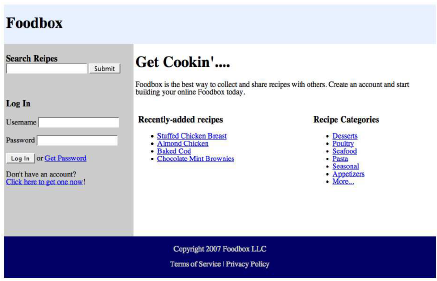 Foodbox
Search Reipes
Submit
Log In
Username
Password
Log In or Get Password
Don't have an account?
Click here to get one now!
Get Cookin'....
Foodbox is the best way to collect and share recipes with others. Create an account and start
building your online Foodbox today.
Recently-added recipes
Stuffed Chicken Breast
Almond Chicken
Baked Cod
Chocolate Mint Brownies
Recipe Categories
Desserts
Poultry
Seafood
Pasta
Seasonal
Appetizers
More...
Copyright 2007 Foodbox LLC
Terms of Service | Privacy Policy